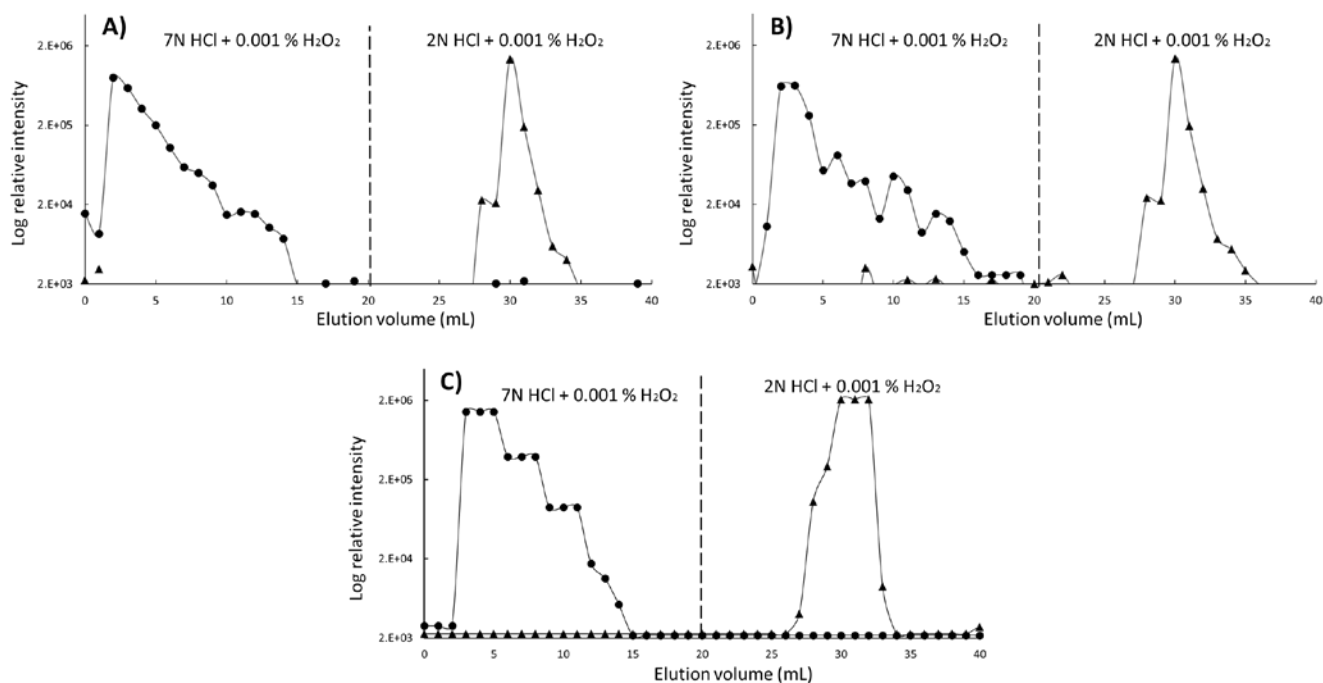 A)
7N HCl + 0.001 % H₂O₂
2N HCl + 0.001 % H₂O₂
Log relative intensity
2.E+06
2.E+05
2.E+04
2.E+03
0 5 10 15 20 25 30 35 40
Elution volume (mL)
B)
7N HCl + 0.001 % H₂O₂
2N HCl + 0.001 % H₂O₂
Log relative intensity
2.E+06
2.E+05
2.E+04
2.E+03
0 5 10 15 20 25 30 35 40
Elution volume (mL)
C)
7N HCl + 0.001 % H₂O₂
2N HCl + 0.001 % H₂O₂
Log relative intensity
2.E+06
2.E+05
2.E+04
2.E+03
0 5 10 15 20 25 30 35 40
Elution volume (mL)